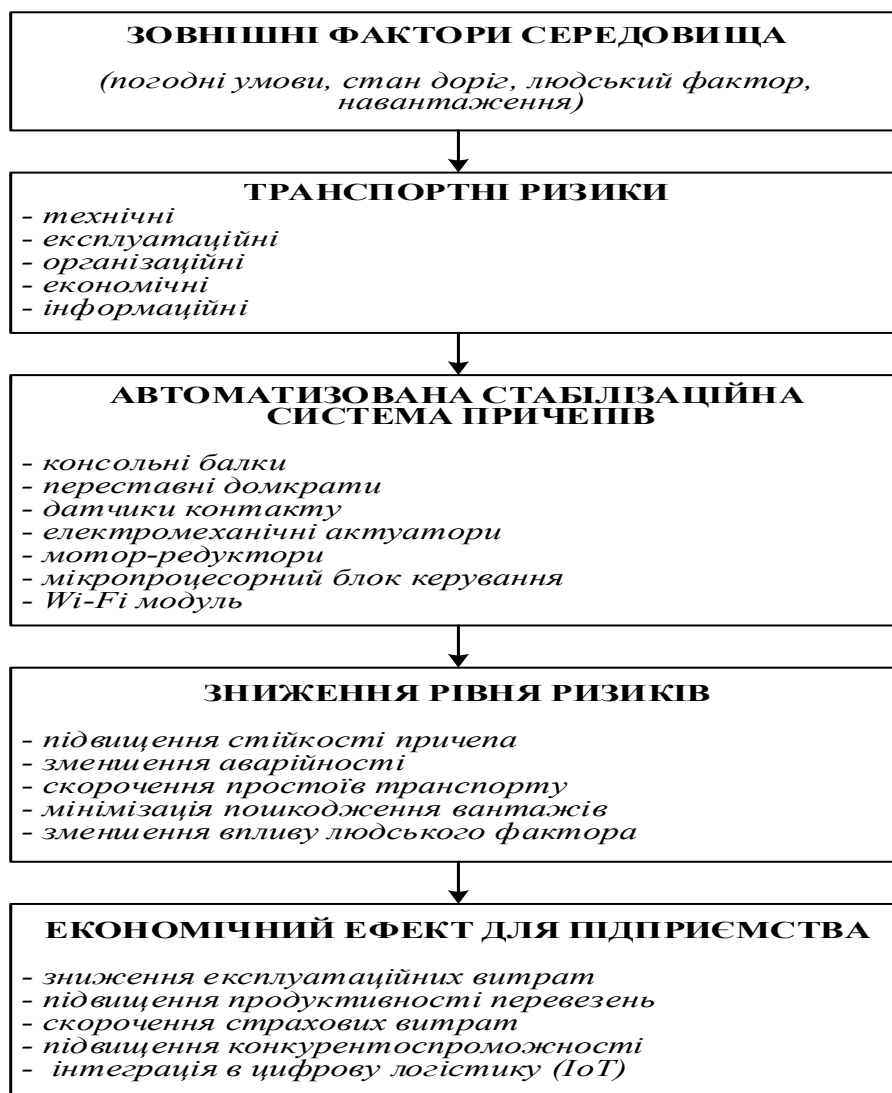 ЗОВНІШНІ ФАКТОРИ СЕРЕДОВИЩА
(погодні умови, стан доріг, людський фактор,
навантаження)
ТРАНСПОРТНІ РИЗИКИ
- технічні
- експлуатаційні
- організаційні
- економічні
- інформаційні
АВТОМАТИЗОВАНА СТАБІЛІЗАЦІЙНА
СИСТЕМА ПРИЧЕПІВ
- консольні балки
- переставні домкрати
- датчики контакту
- електромеханічні актуатори
- мотор-редуктори
- мікропроцесорний блок керування
- Wi-Fi модуль
ЗНИЖЕННЯ РІВНЯ РИЗИКІВ
- підвищення стійкості причепа
- зменшення аварійності
- скорочення простоїв транспорту
- мінімізація пошкодження вантажів
- зменшення впливу людського фактора
ЕКОНОМІЧНИЙ ЕФЕКТ ДЛЯ ПІДПРИЄМСТВА
- зниження експлуатаційних витрат
- підвищення продуктивності перевезень
- скорочення страхових витрат
- підвищення конкурентоспроможності
- інтеграція в цифрову логістику (IoT)